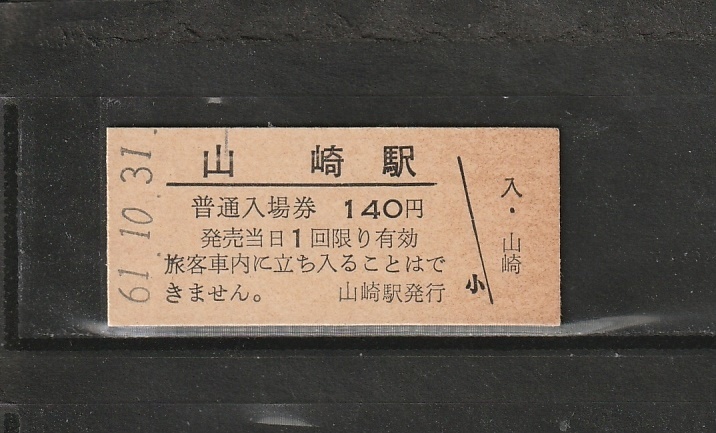 61.10.31.
山崎駅
普通入場券 140円
発売当日1回限り有効
旅客車内に立ち入ることはで
きません。 山崎駅発行
小
入・山崎